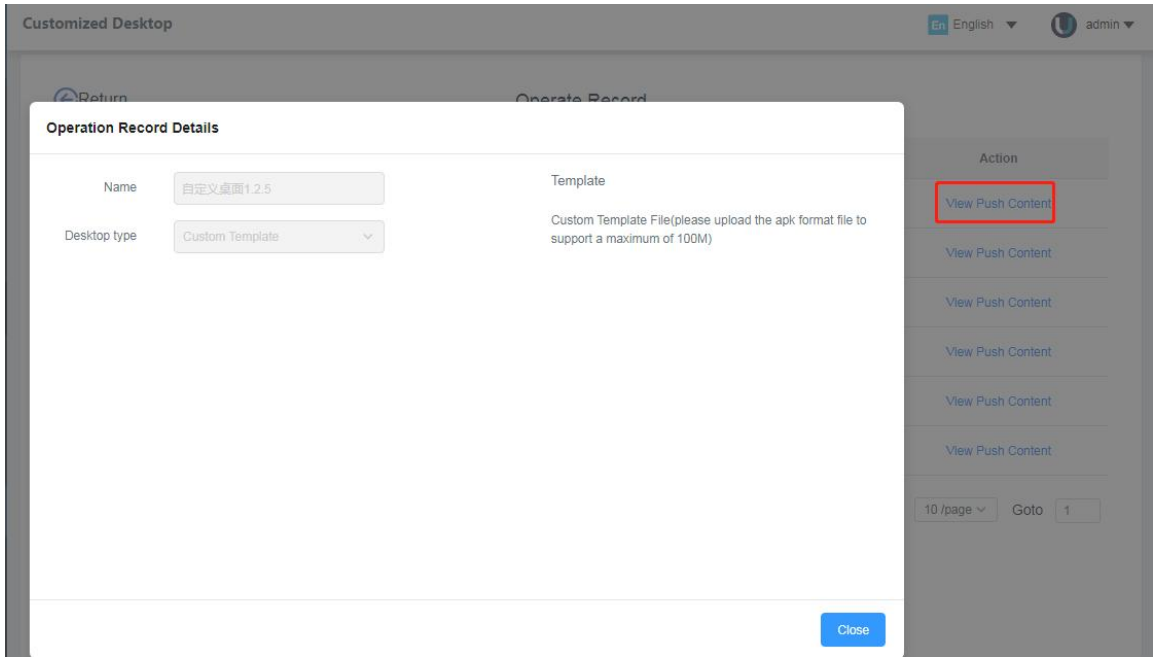 Customized Desktop
En English
admin
Return
Operate Record
Operation Record Details
Action
Name
自定义桌面1.2.5
Template
View Push Content
Desktop type
Custom Template
Custom Template File(please upload the apk format file to
support a maximum of 100M)
View Push Content
View Push Content
View Push Content
View Push Content
View Push Content
10 /page
Goto
1
Close